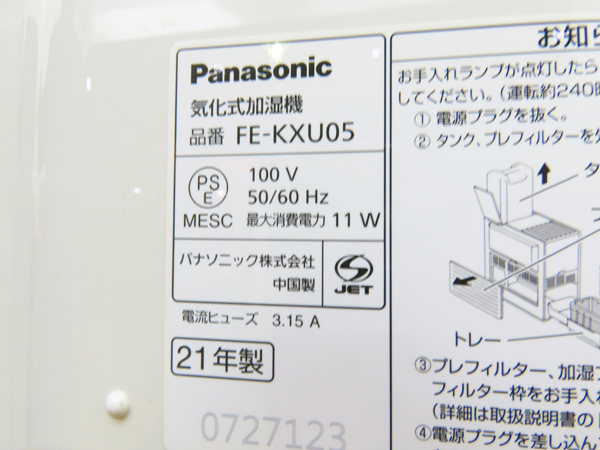 Panasonic
気化式加湿機
品番 FE-KXU05
PS
E
MESC
100 V
50/60 Hz
最大消費電力 11 W
パナソニック株式会社
中国製
JET
電流ヒューズ 3.15 A
21年製
0727123
お知ら
お手入れランプが点灯したら
してください。(運転約240時
① 電源プラグを抜く。
② タンク、プレフィルターを
タ
トレー
③プレフィルター、加湿フ
フィルター枠をお手入れ
(詳細は取扱説明書の
④電源プラグを差し込ん